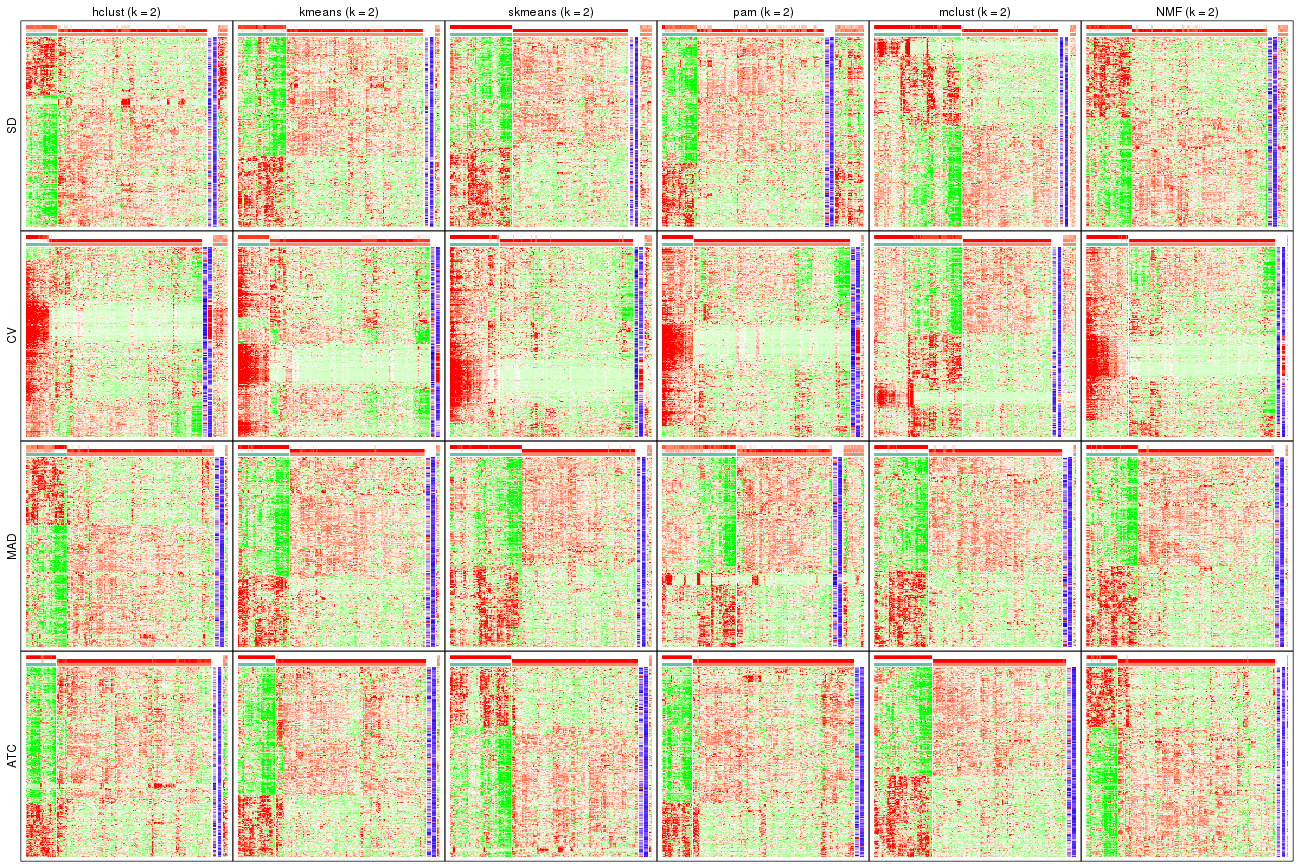 hclust (k = 2)
kmeans (k = 2)
skmeans (k = 2)
pam (k = 2)
mclust (k = 2)
NMF (k = 2)
SD
CV
MAD
ATC